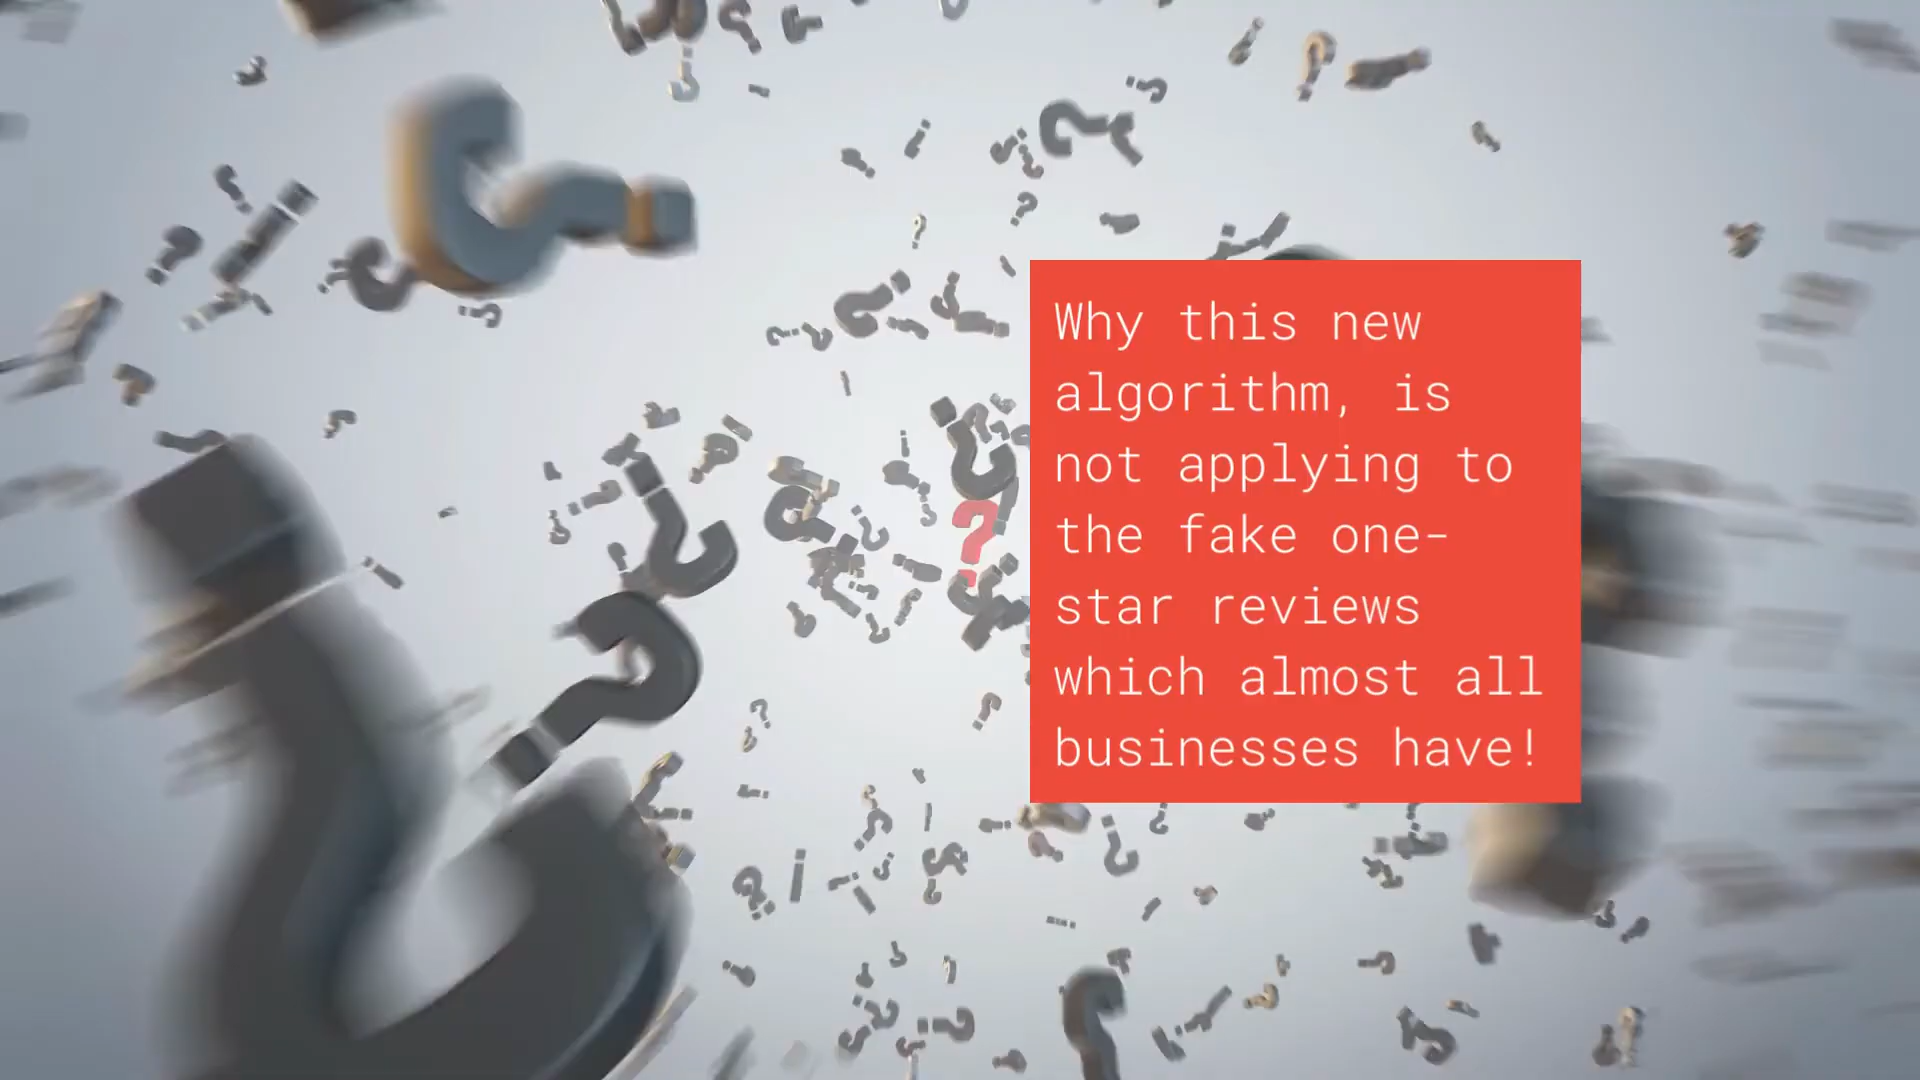 Why this new
algorithm, is
not applying to
the fake one-
star reviews
which almost all
businesses have!